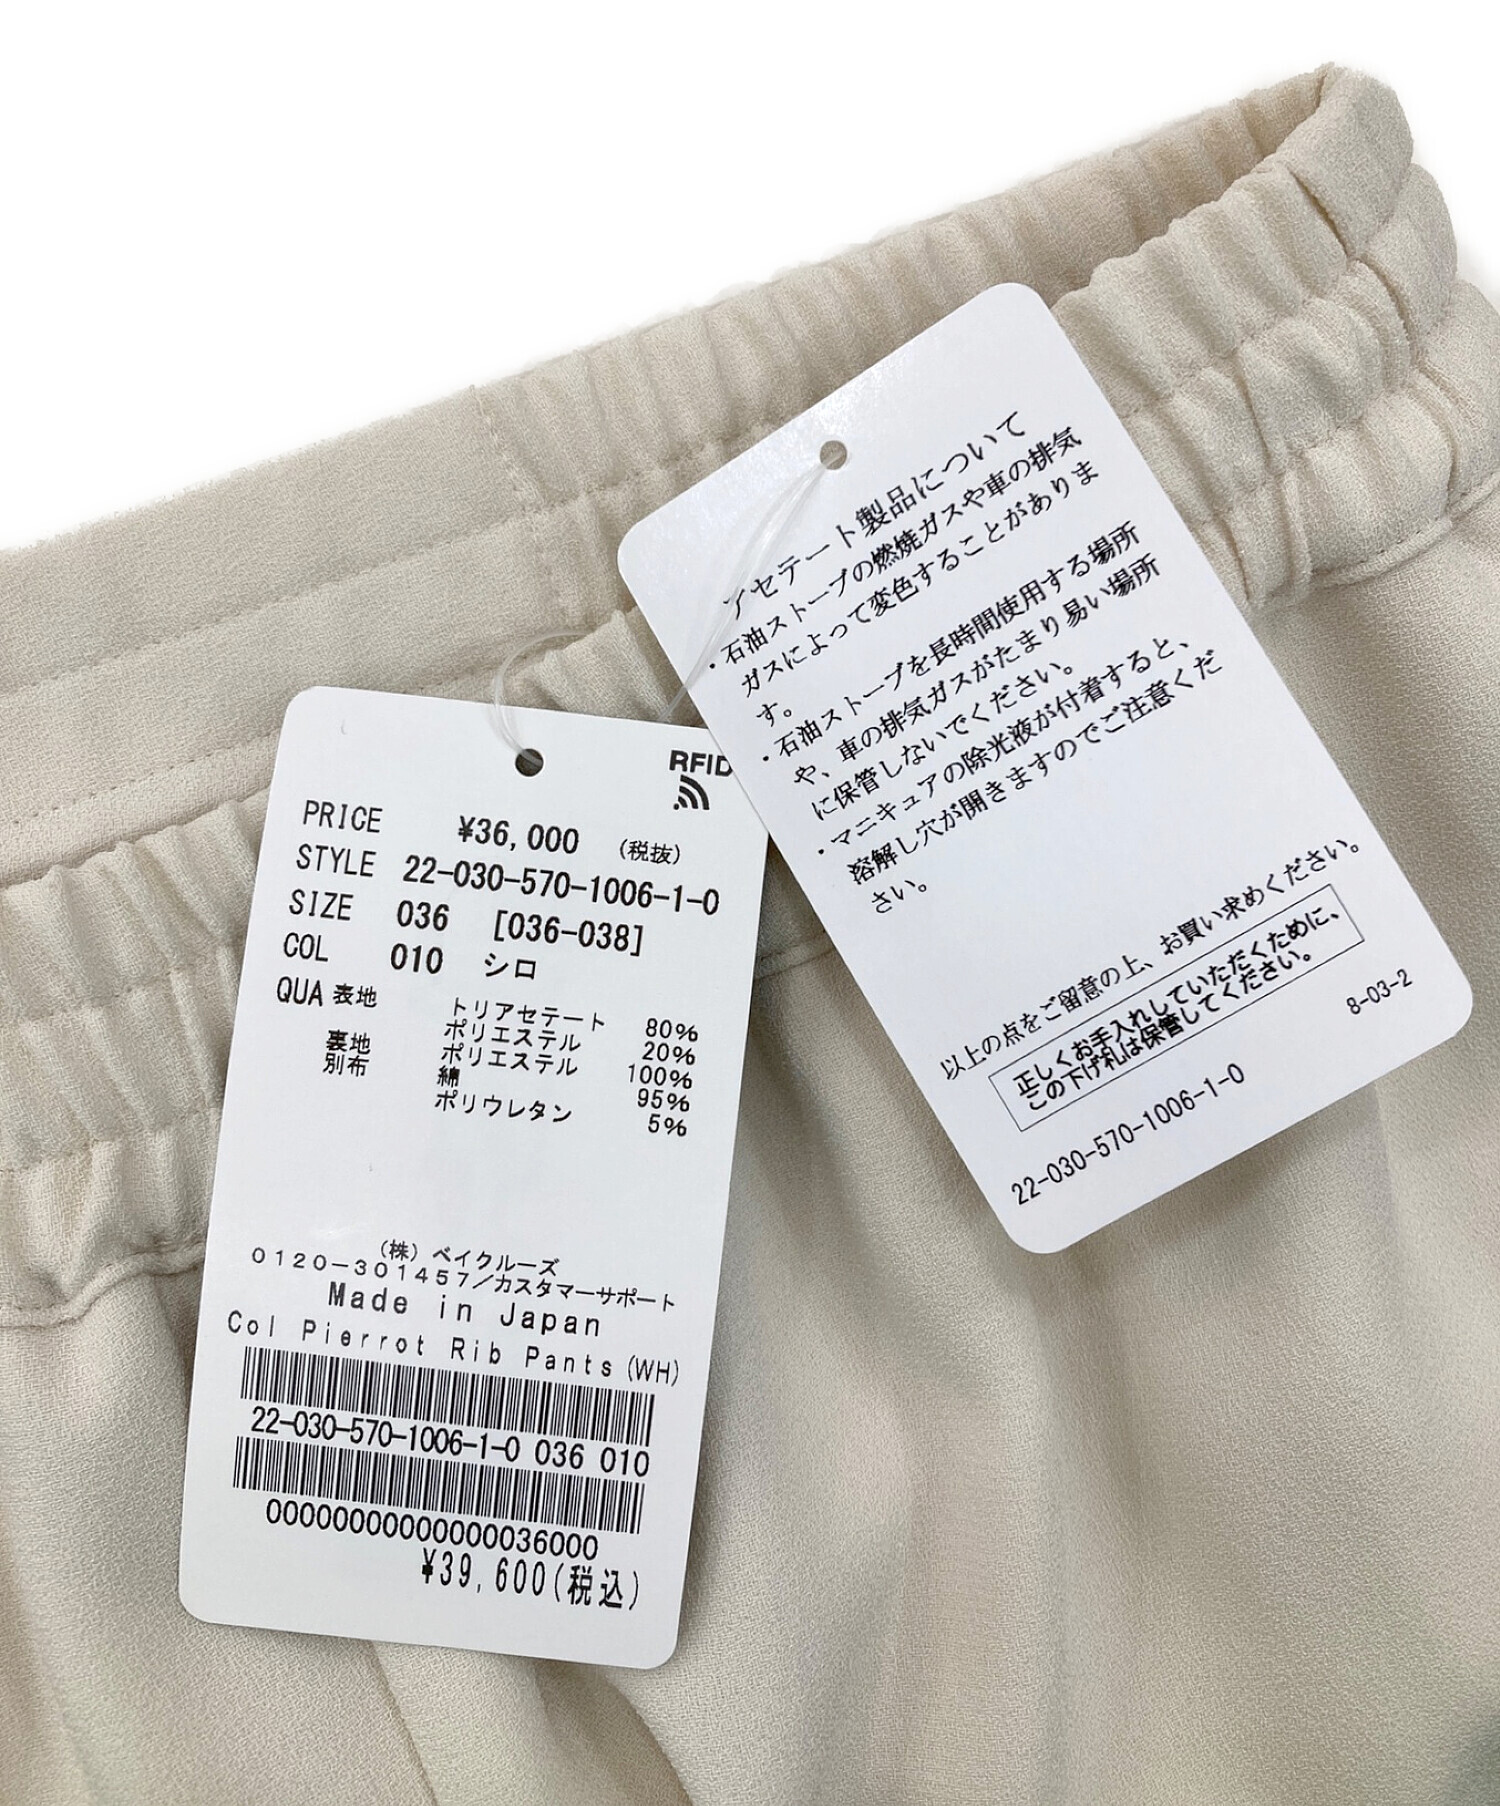 RFID
PRICE ¥36,000 (税抜)
STYLE 22-030-570-1006-1-0
SIZE 036 [036-038]
COL 010 シロ
QUA 表地 トリアセテート 80%
ポリエステル 20%
裏地 ポリエステル 100%
別布 綿 95%
ポリウレタン 5%
(株)ベイクルーズ
0120-301457/カスタマーサポート
Made in Japan
Col Pierrot Rib Pants(WH)
22-030-570-1006-1-0 036 010
0000000000000036000
¥39,600(税込)
アセテート製品について
・石油ストーブの燃焼ガスや車の排気
ガスによって変色することがありま
す。
・石油ストーブを長時間使用する場所
や、車の排気ガスがたまり易い場所
に保管しないでください。
・マニキュアの除光液が付着すると、
溶解し穴が開きますのでご注意くだ
さい。
以上の点をご留意の上、お買い求めください。
正しくお手入れしていただくために、
この下げ札は保管してください。
8-03-2
22-030-570-1006-1-0